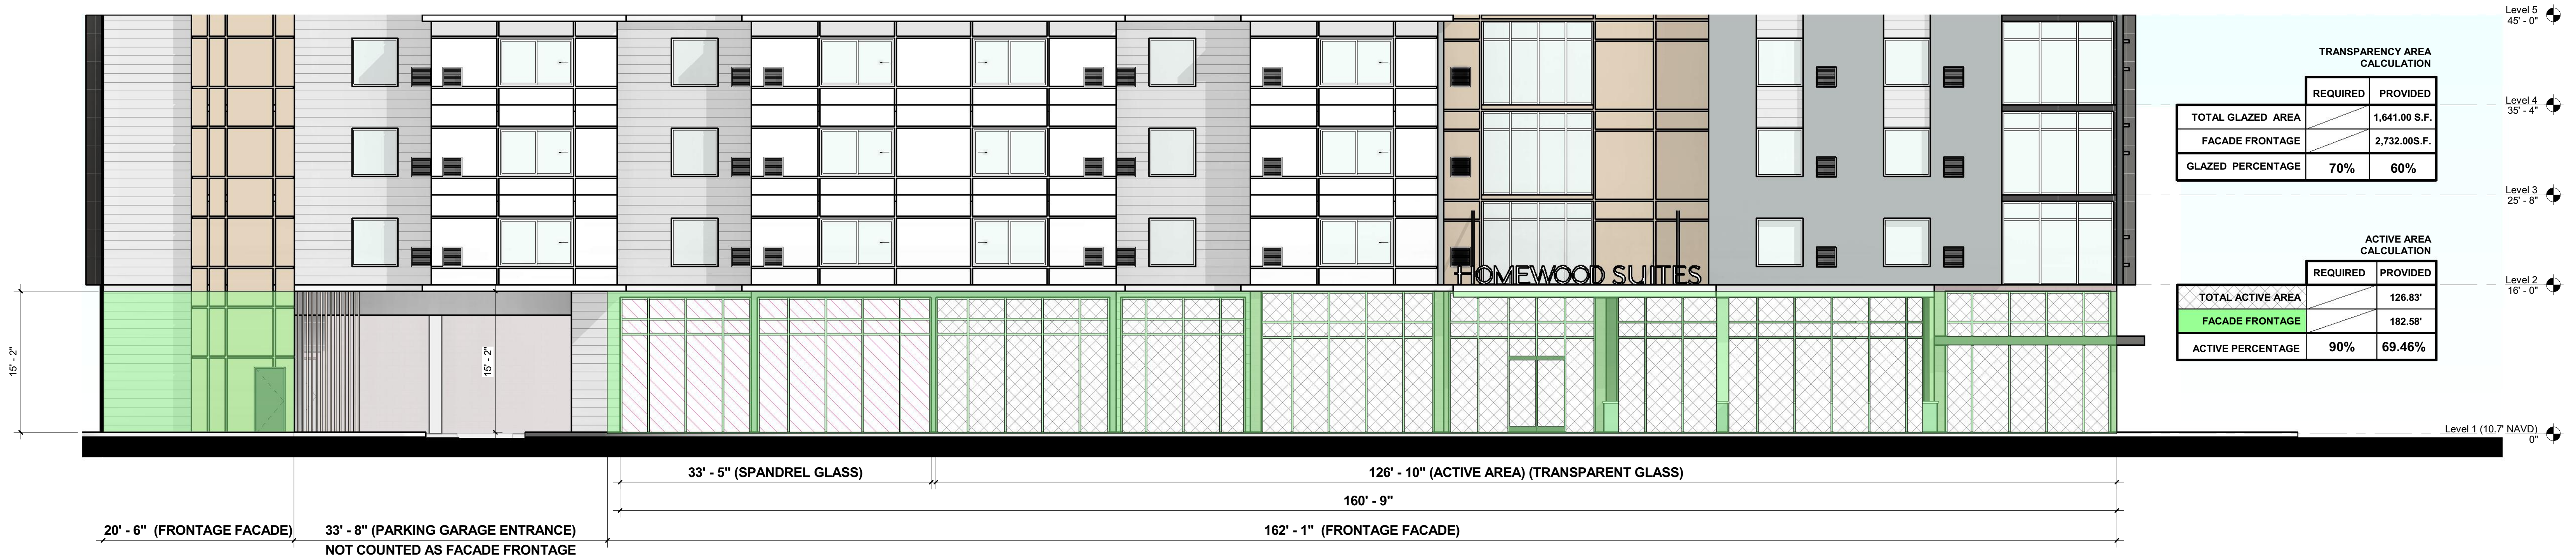 Level 5
45' - 0"
TRANSPARENCY AREA
CALCULATION
REQUIRED PROVIDED
Level 4
35' - 4"
TOTAL GLAZED AREA 1,641.00 S.F.
FACADE FRONTAGE 2,732.00S.F.
GLAZED PERCENTAGE 70% 60%
Level 3
25' - 8"
ACTIVE AREA
CALCULATION
REQUIRED PROVIDED
HOMEWOOD SUITES
Level 2
16' - 0"
TOTAL ACTIVE AREA 126.83'
FACADE FRONTAGE 182.58'
ACTIVE PERCENTAGE 90% 69.46%
15' - 2"
15' - 2"
Level 1 (10.7' NAVD)
0"
33' - 5" (SPANDREL GLASS)
126' - 10" (ACTIVE AREA) (TRANSPARENT GLASS)
160' - 9"
20' - 6" (FRONTAGE FACADE)
33' - 8" (PARKING GARAGE ENTRANCE)
NOT COUNTED AS FACADE FRONTAGE
162' - 1" (FRONTAGE FACADE)